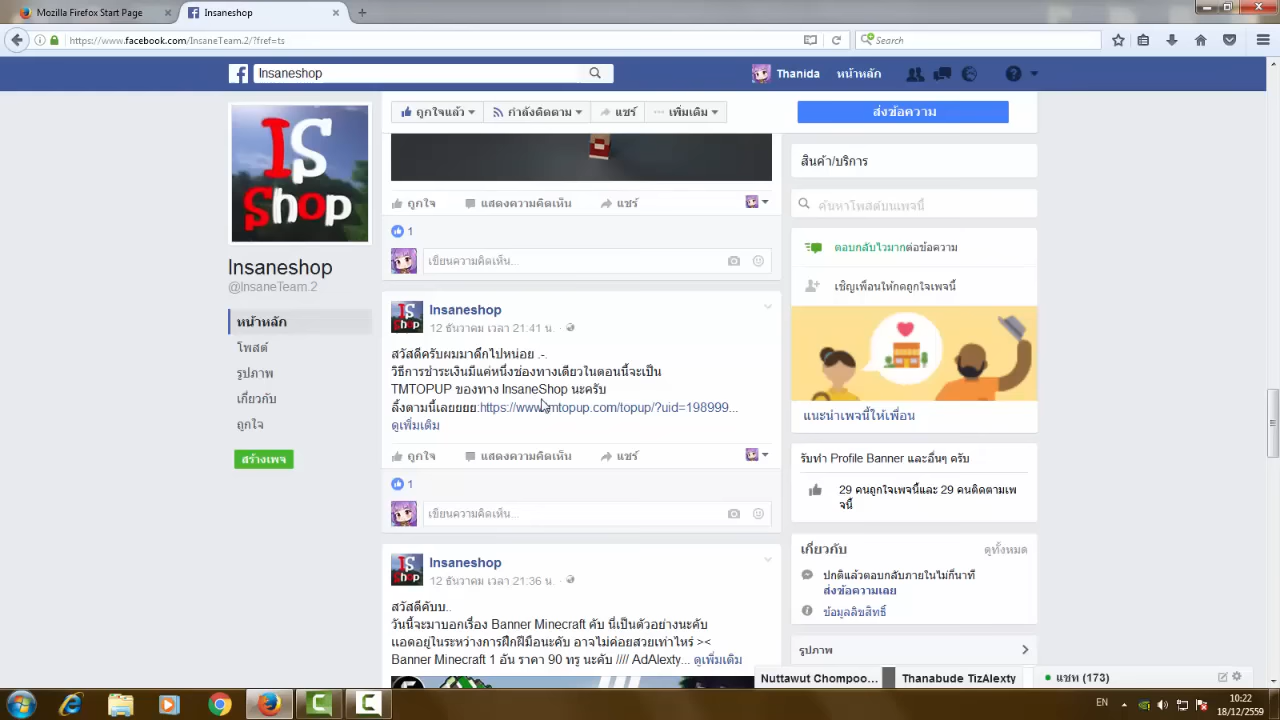 Mozilla Firefox Start Page
Insaneshop
https://www.facebook.com/InsaneTeam.2/?fref=ts
Search
Insaneshop
Thanida
หน้าหลัก
IS
Shop
Insaneshop
@InsaneTeam.2
หน้าหลัก
โพสต์
รูปภาพ
เกี่ยวกับ
ถูกใจ
สร้างเพจ
ถูกใจแล้ว
กำลังติดตาม
แชร์
เพิ่มเติม
ส่งข้อความ
ถูกใจ
แสดงความคิดเห็น
แชร์
1
เขียนความคิดเห็น...
Insaneshop
12 ธันวาคม เวลา 21:41 น.
สวัสดีครับผมมาดึกไปหน่อย .-.
วิธีการชำระเงินมีแค่หนึ่งช่องทางเดียวในตอนนี้จะเป็น
TMTOPUP ของทาง InsaneShop นะครับ
ลิ้งตามนี้เลยยยย:https://www.tmtopup.com/topup/?uid=198999...
ดูเพิ่มเติม
ถูกใจ
แสดงความคิดเห็น
แชร์
1
เขียนความคิดเห็น...
Insaneshop
12 ธันวาคม เวลา 21:36 น.
สวัสดีคับบ..
วันนี้จะมาบอกเรื่อง Banner Minecraft คับ นี่เป็นตัวอย่างนะคับ
แอดอยู่ในระหว่างการฝึกฝีมือนะคับ อาจไม่ค่อยสวยเท่าไหร่ ><
Banner Minecraft 1 อัน ราคา 90 ทรู นะคับ //// AdAlexty... ดูเพิ่มเติม
สินค้า/บริการ
ค้นหาโพสต์บนเพจนี้
ตอบกลับไวมากต่อข้อความ
เชิญเพื่อนให้กดถูกใจเพจนี้
แนะนำเพจนี้ให้เพื่อน
รับทำ Profile Banner และอื่นๆ ครับ
29 คนถูกใจเพจนี้และ 29 คนติดตามเพ
จนี้
เกี่ยวกับ
ดูทั้งหมด
ปกติแล้วตอบกลับภายในไม่กี่นาที
ส่งข้อความเลย
ข้อมูลลิขสิทธิ์
รูปภาพ
Nuttawut Chompoo...
Thanabude TizAlexty
แชท (173)
EN
10:22
18/12/2559